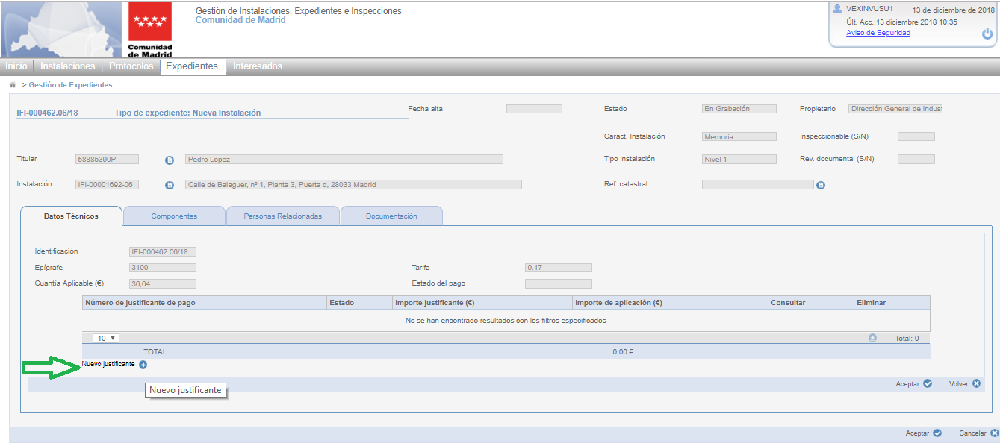 Gestión de Instalaciones, Expedientes e Inspecciones
Comunidad de Madrid
Comunidad
de Madrid
VEXINVUSU1 13 de diciembre de 2018
Últ. Acc.:13 diciembre 2018 10:35
Aviso de Seguridad
Inicio Instalaciones Protocolos Expedientes Interesados
> Gestión de Expedientes
IFI-000462.06/18 Tipo de expediente: Nueva Instalación Fecha alta Estado En Grabación Propietario Dirección General de Indust
Caract. Instalación Memoria Inspeccionable (S/N)
Titular 58885390P Pedro Lopez Tipo instalación Nivel 1 Rev. documental (S/N)
Instalación IFI-00001692-06 Calle de Balaguer, nº 1, Planta 3, Puerta d, 28033 Madrid Ref. catastral
Datos Técnicos Componentes Personas Relacionadas Documentación
Identificación IFI-000462.06/18
Epígrafe 3100 Tarifa 9.17
Cuantía Aplicable (€) 36,64 Estado del pago
Número de justificante de pago Estado Importe justificante (€) Importe de aplicación (€) Consultar Eliminar
No se han encontrado resultados con los filtros especificados
10 Total: 0
TOTAL 0,00 €
Nuevo justificante
Aceptar Volver
Nuevo justificante
Aceptar Cancelar